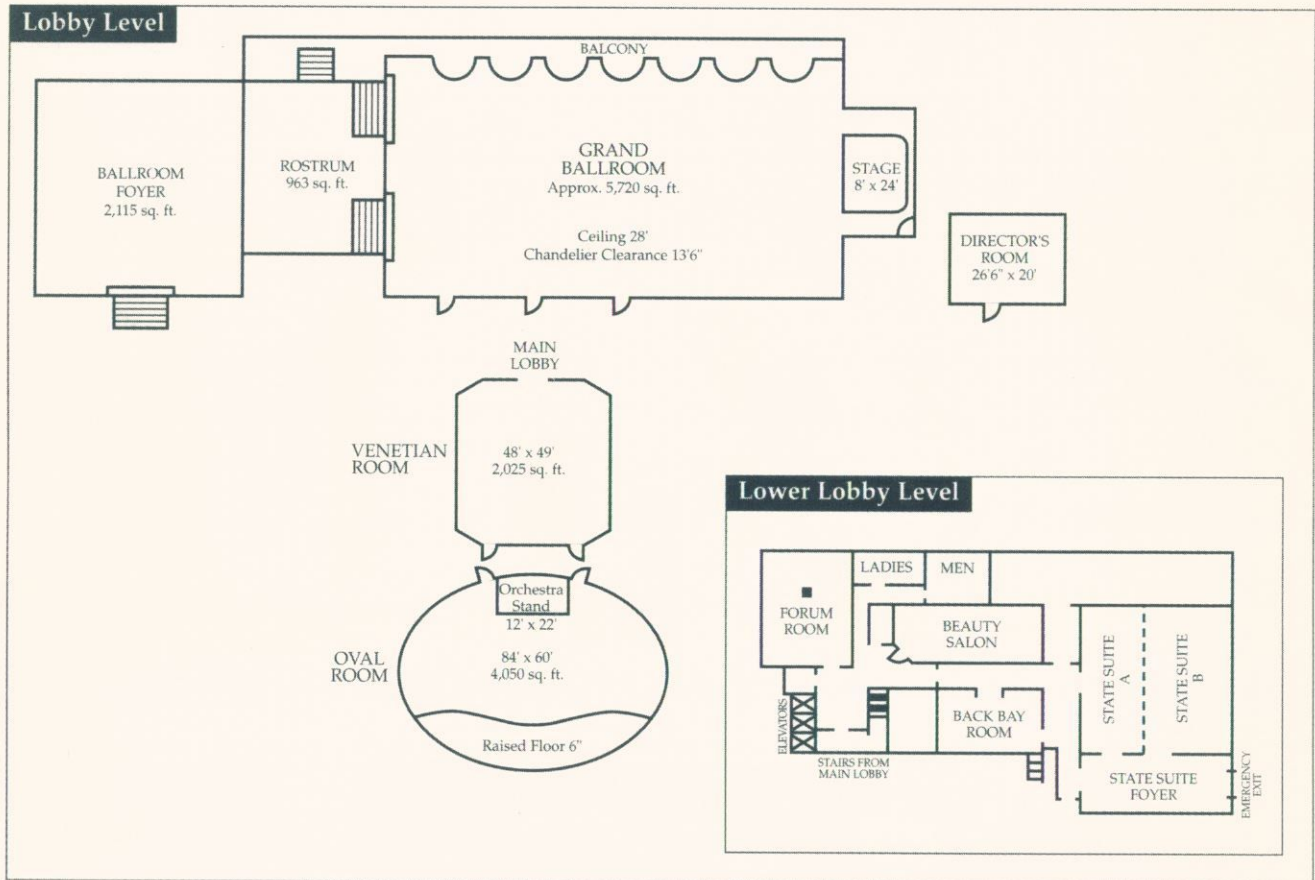 Lobby Level
BALCONY
BALLROOM
FOYER
2,115 sq. ft.
ROSTRUM
963 sq. ft.
GRAND
BALLROOM
Approx. 5,720 sq. ft.
Ceiling 28'
Chandelier Clearance 13'6"
STAGE
8' x 24'
DIRECTOR'S
ROOM
26'6" x 20'
MAIN
LOBBY
VENETIAN
ROOM
48' x 49'
2,025 sq. ft.
Orchestra
Stand
12' x 22'
OVAL
ROOM
84' x 60'
4,050 sq. ft.
Raised Floor 6"
Lower Lobby Level
LADIES
MEN
FORUM
ROOM
BEAUTY
SALON
STATE SUITE
A
STATE SUITE
B
ELEVATORS
BACK BAY
ROOM
STAIRS FROM
MAIN LOBBY
STATE SUITE
FOYER
EMERGENCY
EXIT